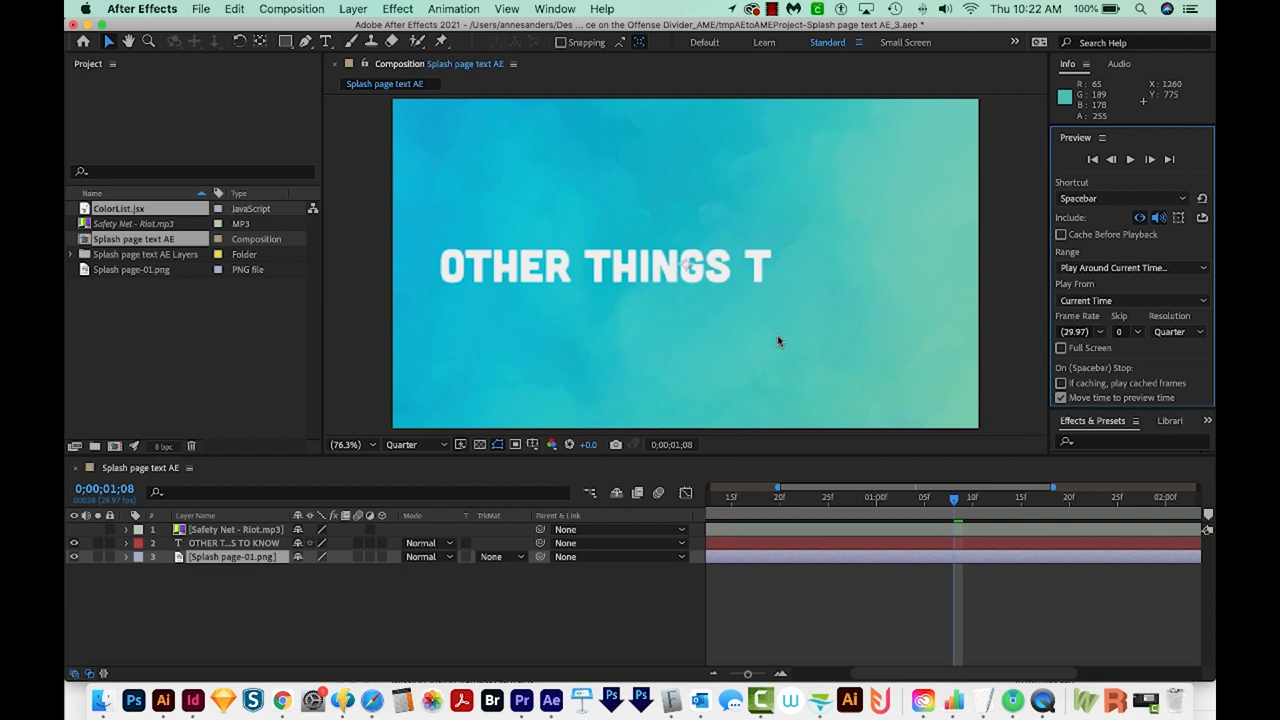 After Effects File Edit Composition Layer Effect Animation View Window Help Thu 10:22 AM 100%
Adobe After Effects 2021 - /Users/annesanders/Des ... ce on the Offense Divider_AME/tmpAEtoAMEProject-Splash page text AE_3.aep *
Snapping Default Learn Standard Small Screen Search Help
Project Composition Splash page text AE Info Audio
Splash page text AE
R: 65 X: 1260
G: 189 Y: 775
B: 178
A: 255
Preview
Shortcut
Spacebar
Name Type
Include:
ColorList.jsx JavaScript
Safety Net - Riot.mp3 MP3
Cache Before Playback
Splash page text AE Composition
Range
Splash page text AE Layers Folder
Play Around Current Time...
Splash page-01.png PNG file
OTHER THINGS T
Play From
Current Time
Frame Rate Skip Resolution
(29.97) 0 Quarter
Full Screen
On (Spacebar) Stop:
If caching, play cached frames
Move time to preview time
Effects & Presets Librari
8 bpc (76.3%) Quarter +0.0 0;00;01;08
Splash page text AE
0;00;01;08
00038 (29.97 fps)
15f 20f 25f 01:00f 05f 10f 15f 20f 25f 02:00f
# Layer Name Mode T TrkMat Parent & Link
1 [Safety Net - Riot.mp3] None
2 OTHER T...S TO KNOW Normal None
3 [Splash page-01.png] Normal None None